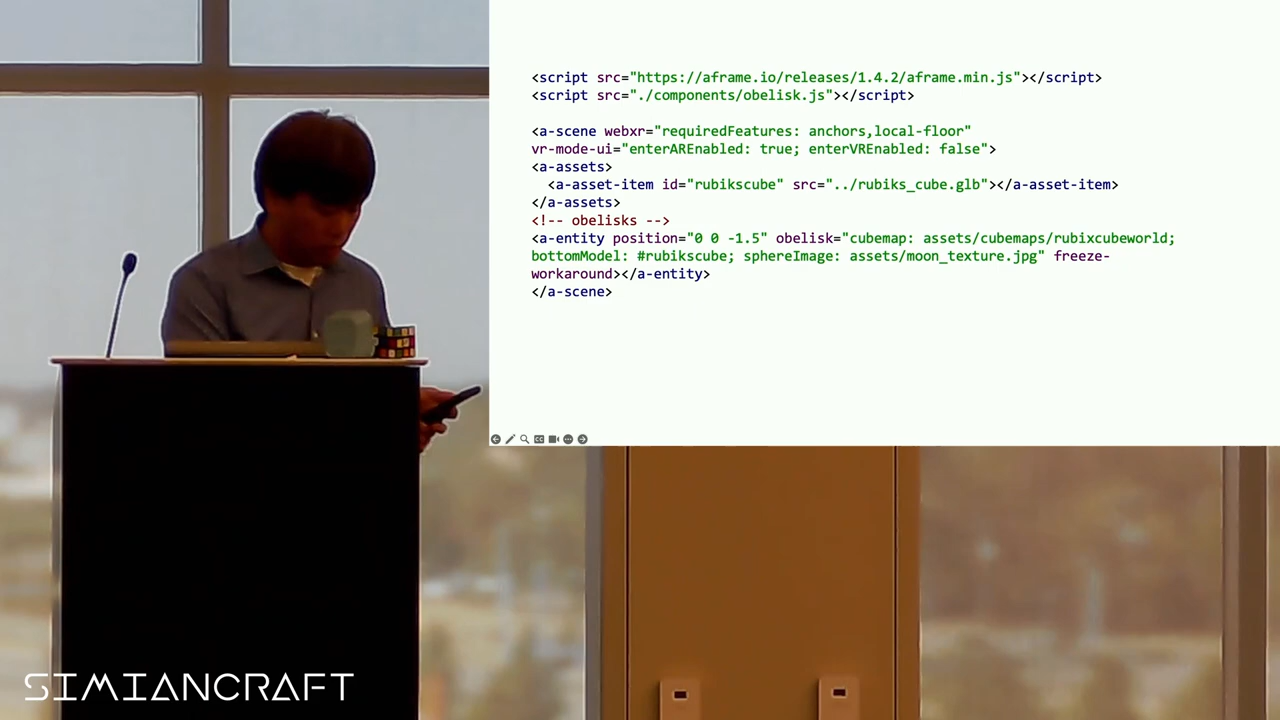 <script src="https://aframe.io/releases/1.4.2/aframe.min.js"></script>
<script src="./components/obelisk.js"></script>
<a-scene webxr="requiredFeatures: anchors,local-floor"
vr-mode-ui="enterAREnabled: true; enterVREnabled: false">
<a-assets>
<a-asset-item id="rubikscube" src="../rubiks_cube.glb"></a-asset-item>
</a-assets>
<!-- obelisks -->
<a-entity position="0 0 -1.5" obelisk="cubemap: assets/cubemaps/rubixcubeworld;
bottomModel: #rubikscube; sphereImage: assets/moon_texture.jpg" freeze-
workaround></a-entity>
</a-scene>
SIMIANCRAFT